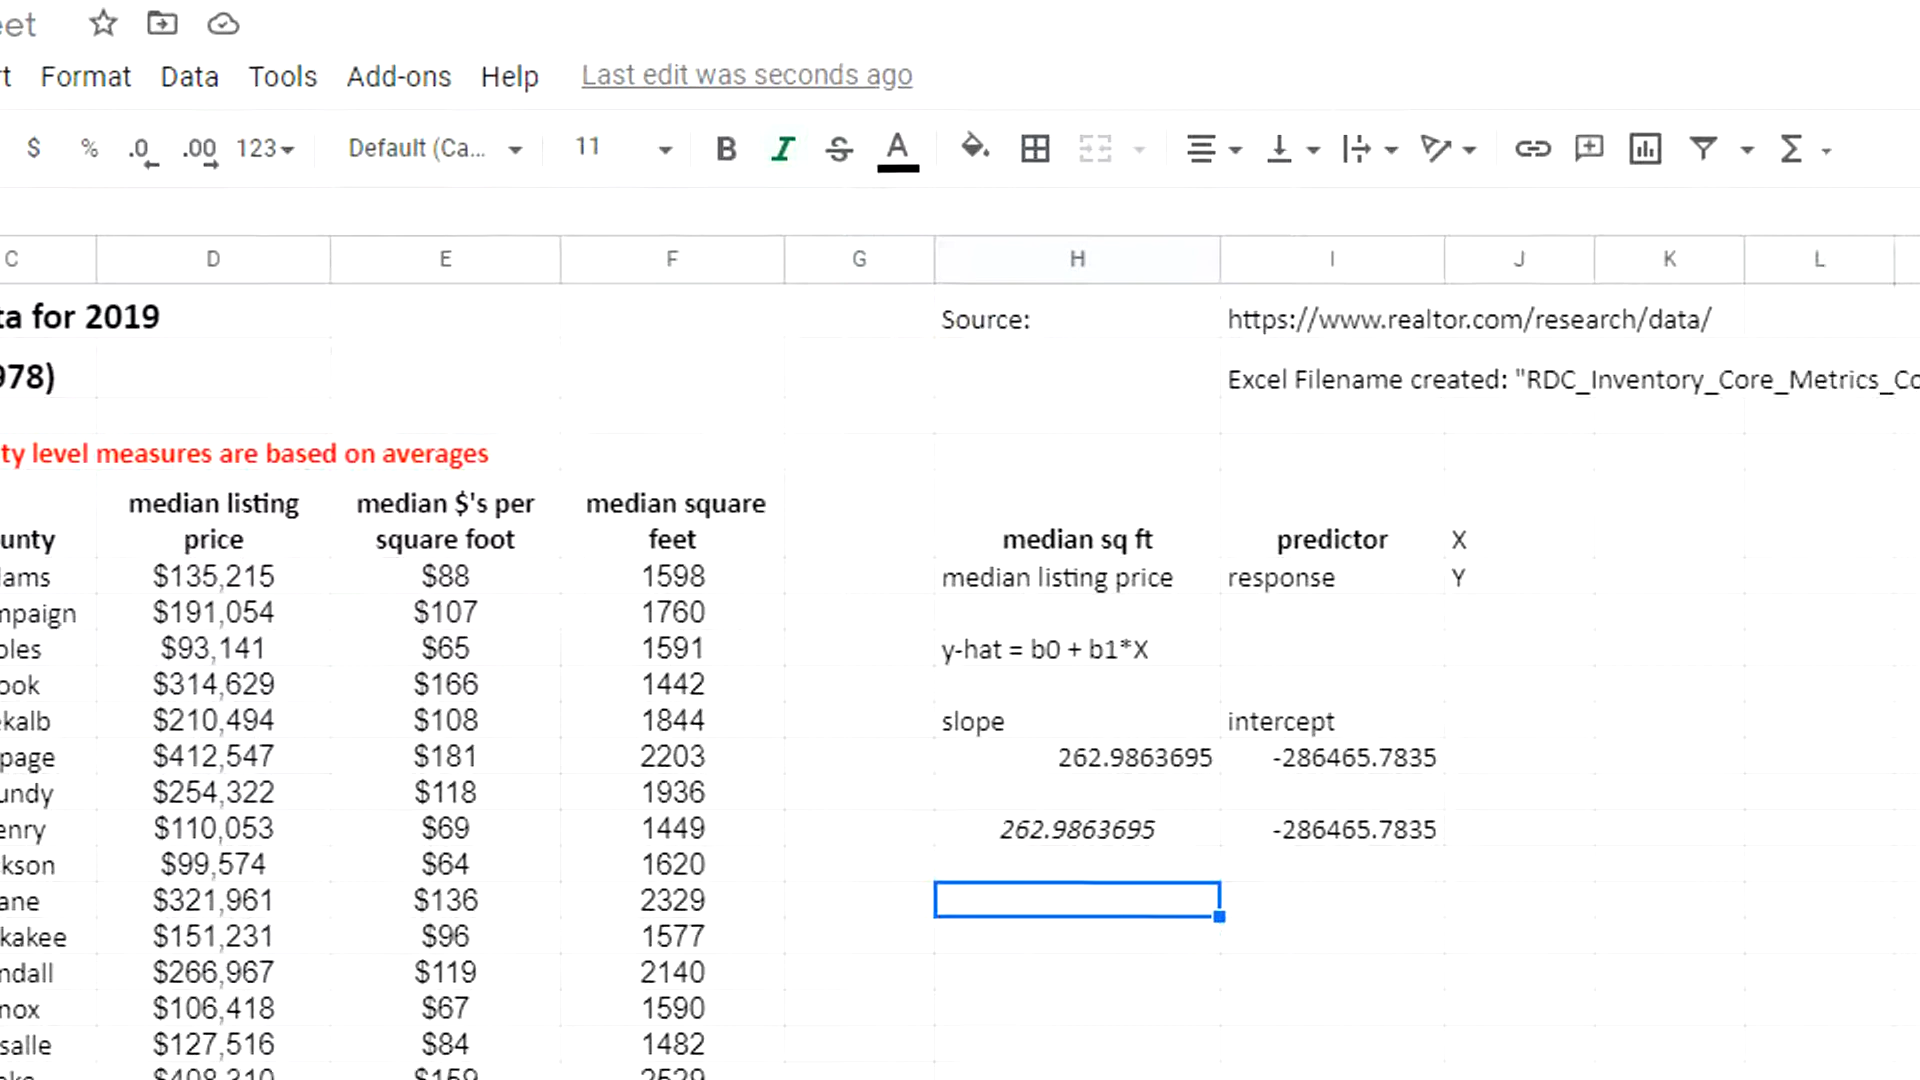 eet
t Format Data Tools Add-ons Help Last edit was seconds ago
$ % .0 .00 123 Default (Ca... 11 B I S A
C D E F G H I J K L
ta for 2019 Source: https://www.realtor.com/research/data/
978) Excel Filename created: "RDC_Inventory_Core_Metrics_Co
ty level measures are based on averages
median listing median $'s per median square
unty price square foot feet median sq ft predictor X
lams $135,215 $88 1598 median listing price response Y
mpaign $191,054 $107 1760
oles $93,141 $65 1591 y-hat = b0 + b1*X
ook $314,629 $166 1442
ekalb $210,494 $108 1844 slope intercept
page $412,547 $181 2203 262.9863695 -286465.7835
undy $254,322 $118 1936
enry $110,053 $69 1449 262.9863695 -286465.7835
kson $99,574 $64 1620
ane $321,961 $136 2329
kakee $151,231 $96 1577
ndall $266,967 $119 2140
nox $106,418 $67 1590
salle $127,516 $84 1482
$408,310 $159 2529